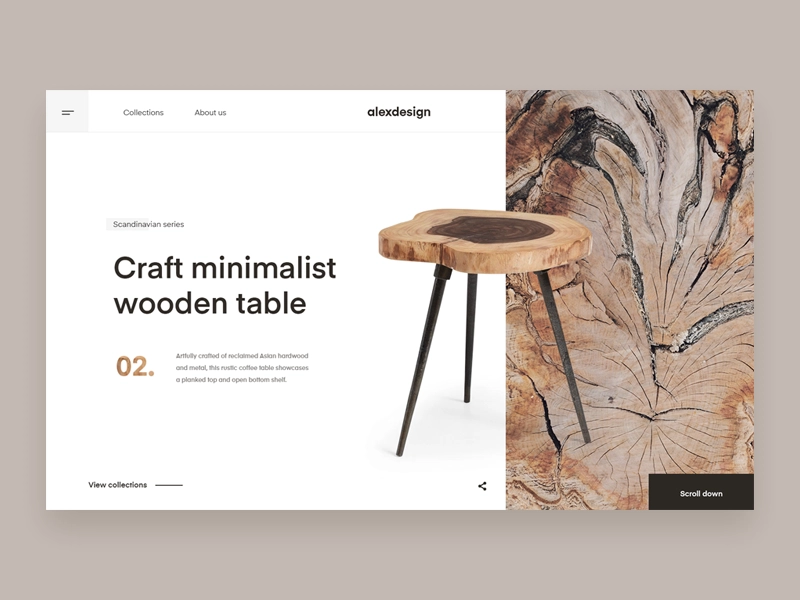 Collections
About us
alexdesign
Scandinavian series
Craft minimalist
wooden table
02.
Artfully crafted of reclaimed Asian hardwood
and metal, this rustic coffee table showcases
a planked top and open bottom shelf.
View collections
Scroll down